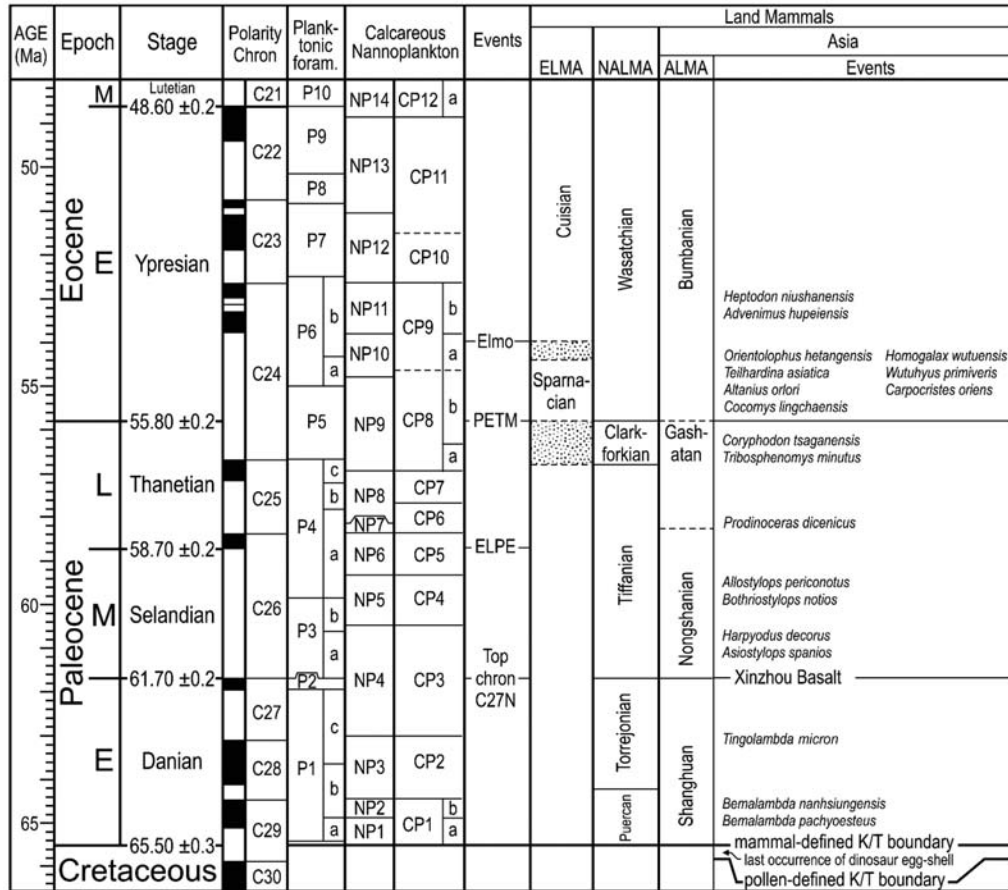 AGE
(Ma)
Epoch
Stage
Polarity
Chron
Plank-
tonic
foram.
Calcareous
Nannoplankton
Events
Land Mammals
ELMA
NALMA
Asia
ALMA
Events
50
55
60
65
Eocene
Paleocene
Cretaceous
M
E
L
M
E
Lutetian
48.60 ±0.2
Ypresian
55.80 ±0.2
Thanetian
58.70 ±0.2
Selandian
61.70 ±0.2
Danian
65.50 ±0.3
C21
C22
C23
C24
C25
C26
C27
C28
C29
C30
P10
P9
P8
P7
P6
b
a
P5
P4
c
b
a
P3
b
a
P2
P1
c
b
a
NP14
NP13
NP12
NP11
NP10
NP9
NP8
NP7
NP6
NP5
NP4
NP3
NP2
NP1
CP12
a
CP11
CP10
CP9
b
a
CP8
b
a
CP7
CP6
CP5
CP4
CP3
CP2
CP1
b
a
Elmo
PETM
ELPE
Top
chron
C27N
Cuisian
Sparna-
cian
Wasatchian
Clark-
forkian
Tiffanian
Torrejonian
Puercan
Bumbanian
Gash-
atan
Nongshanian
Shanghuan
Heptodon niushanensis
Advenimus hupeiensis
Orientolophus hetangensis Homogalax wutuensis
Teilhardina asiatica Wutuhyus primiveris
Altanius orlori Carpocristes oriens
Cocomys lingchaensis
Coryphodon tsaganensis
Tribosphenomys minutus
Prodinoceras dicenicus
Allostylops periconotus
Bothriostylops notios
Harpyodus decorus
Asiostylops spanios
Xinzhou Basalt
Tingolambda micron
Bemalambda nanhsiungensis
Bemalambda pachyoesteus
mammal-defined K/T boundary
last occurrence of dinosaur egg-shell
pollen-defined K/T boundary